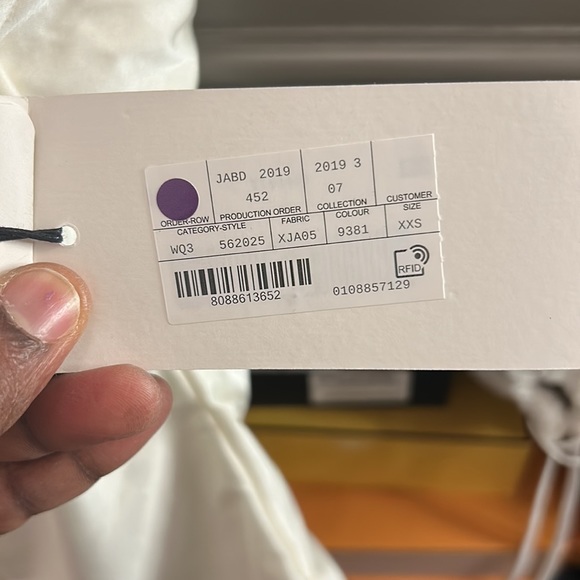 JABD 2019
2019 3
452
07
ORDER-ROW
PRODUCTION ORDER
COLLECTION
CUSTOMER
CATEGORY-STYLE
FABRIC
COLOUR
SIZE
WQ3 562025
XJA05
9381
XXS
RFID
8088613652
0108857129